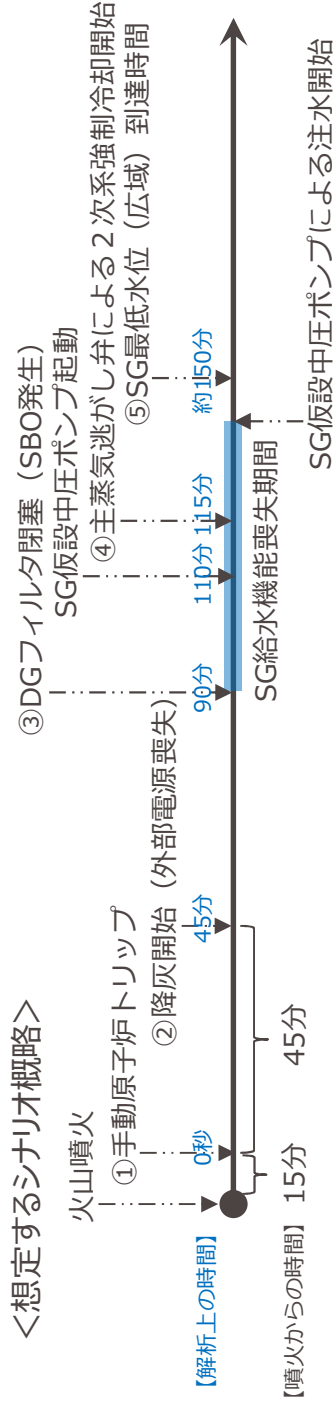 ＜想定するシナリオ概略＞
火山噴火
①手動原子炉トリップ
②降灰開始（外部電源喪失）
③DGフィルタ閉塞（SBO発生）
SG仮設中圧ポンプ起動
④主蒸気逃がし弁による２次系強制冷却開始
⑤SG最低水位（広域）到達時間
【解析上の時間】
0秒
45分
90分
110分
115分
約150分
【噴火からの時間】
15分
45分
SG給水機能喪失期間
SG仮設中圧ポンプによる注水開始